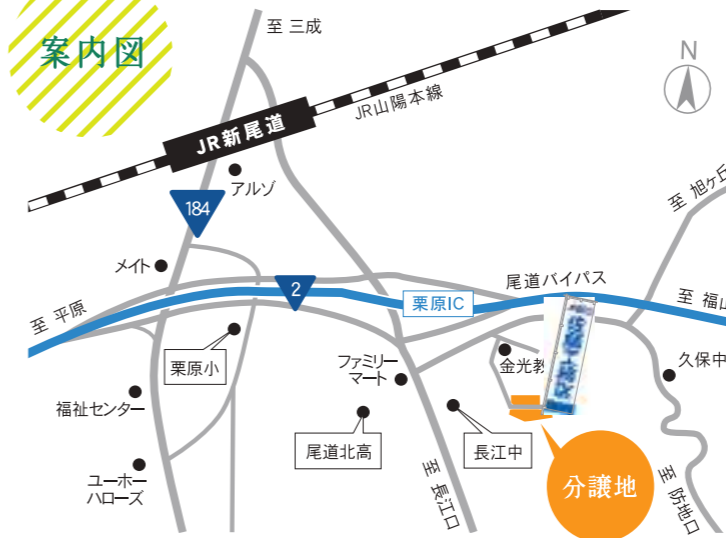 案内図
至 三成
N
JR新尾道
JR山陽本線
アルゾ
184
至 旭ヶ丘
メイト
2
栗原IC
尾道バイパス
至 福山
至 平原
栗原小
ファミリー
マート
金光教
久保中
福祉センター
尾道北高
長江中
ユーホー
ハローズ
至 長江口
分譲地
至 防地口